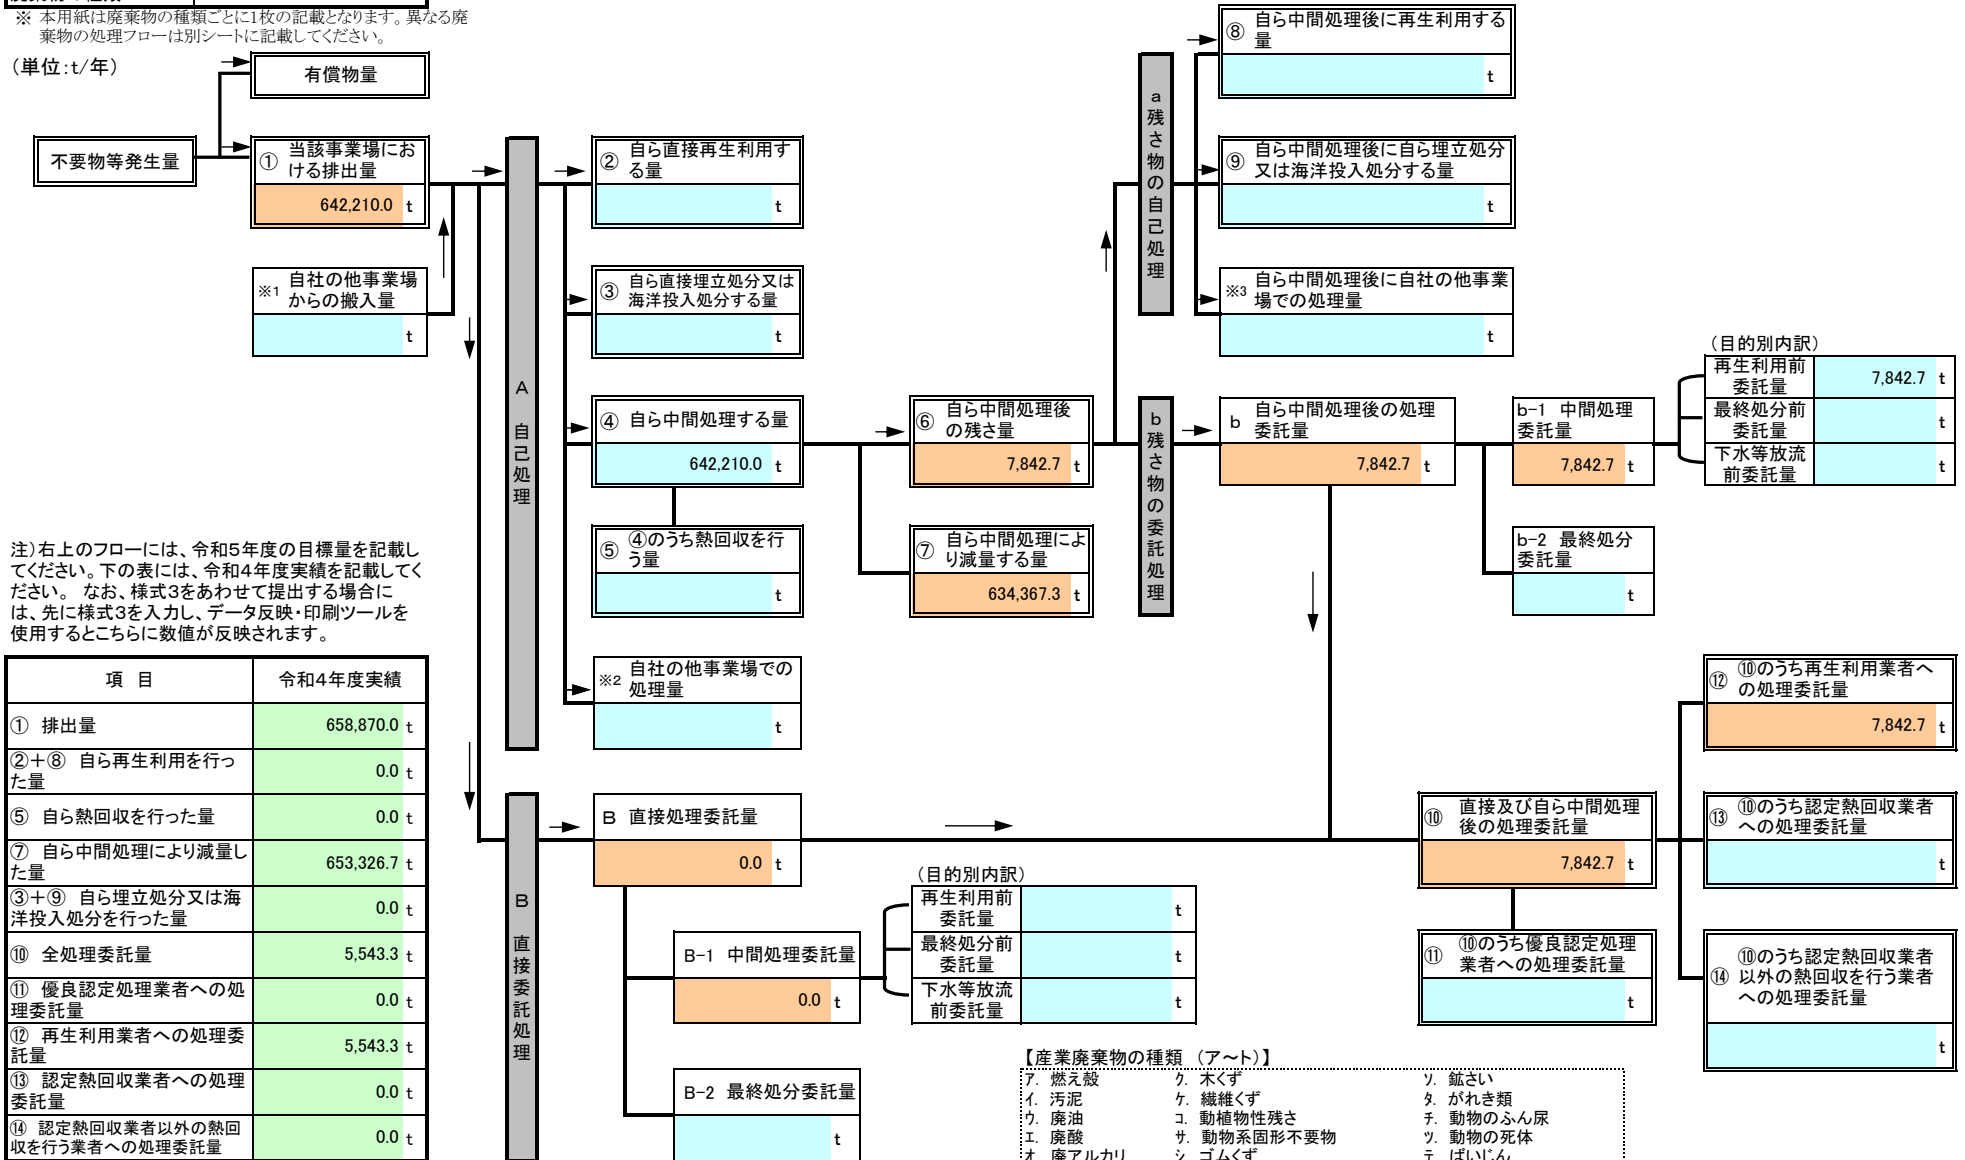 ※ 本用紙は廃棄物の種類ごとに1枚の記載となります。異なる廃
棄物の処理フローは別シートに記載してください。
（単位：t/年）
有償物量
不要物等発生量
① 当該事業場にお
ける排出量
642,210.0 t
※1 自社の他事業場
からの搬入量
t
A 自己処理
② 自ら直接再生利用す
る量
t
③ 自ら直接埋立処分又は
海洋投入処分する量
t
④ 自ら中間処理する量
642,210.0 t
⑤ ④のうち熱回収を行
う量
t
※2 自社の他事業場での
処理量
t
⑥ 自ら中間処理後
の残さ量
7,842.7 t
⑦ 自ら中間処理によ
り減量する量
634,367.3 t
a 残さ物の自己処理
⑧ 自ら中間処理後に再生利用する
量
t
⑨ 自ら中間処理後に自ら埋立処分
又は海洋投入処分する量
t
※3 自ら中間処理後に自社の他事業
場での処理量
t
b 残さ物の委託処理
b 自ら中間処理後の処理
委託量
7,842.7 t
b-1 中間処理
委託量
7,842.7 t
（目的別内訳）
再生利用前
委託量
7,842.7 t
最終処分前
委託量
t
下水等放流
前委託量
t
b-2 最終処分
委託量
t
注）右上のフローには、令和５年度の目標量を記載し
てください。下の表には、令和４年度実績を記載してく
ださい。 なお、様式３をあわせて提出する場合に
は、先に様式３を入力し、データ反映・印刷ツールを
使用するとこちらに数値が反映されます。
項 目 令和４年度実績
① 排出量 658,870.0 t
②＋⑧ 自ら再生利用を行っ
た量 0.0 t
⑤ 自ら熱回収を行った量 0.0 t
⑦ 自ら中間処理により減量し
た量 653,326.7 t
③＋⑨ 自ら埋立処分又は海
洋投入処分を行った量 0.0 t
⑩ 全処理委託量 5,543.3 t
⑪ 優良認定処理業者への処
理委託量 0.0 t
⑫ 再生利用業者への処理委
託量 5,543.3 t
⑬ 認定熱回収業者への処理
委託量 0.0 t
⑭ 認定熱回収業者以外の熱回
収を行う業者への処理委託量 0.0 t
B 直接委託処理
B 直接処理委託量
0.0 t
B-1 中間処理委託量
0.0 t
（目的別内訳）
再生利用前
委託量
t
最終処分前
委託量
t
下水等放流
前委託量
t
B-2 最終処分委託量
t
⑩ 直接及び自ら中間処理
後の処理委託量
7,842.7 t
⑪ ⑩のうち優良認定処理
業者への処理委託量
t
⑫ ⑩のうち再生利用業者へ
の処理委託量
7,842.7 t
⑬ ⑩のうち認定熱回収業者
への処理委託量
t
⑭ ⑩のうち認定熱回収業者
以外の熱回収を行う業者
への処理委託量
t
【産業廃棄物の種類 （ア～ト）】
ア. 燃え殻 ク. 木くず ソ. 鉱さい
イ. 汚泥 ケ. 繊維くず タ. がれき類
ウ. 廃油 コ. 動植物性残さ チ. 動物のふん尿
エ. 廃酸 サ. 動物系固形不要物 ツ. 動物の死体
オ. 廃アルカリ シ. ゴムくず テ. ばいじん